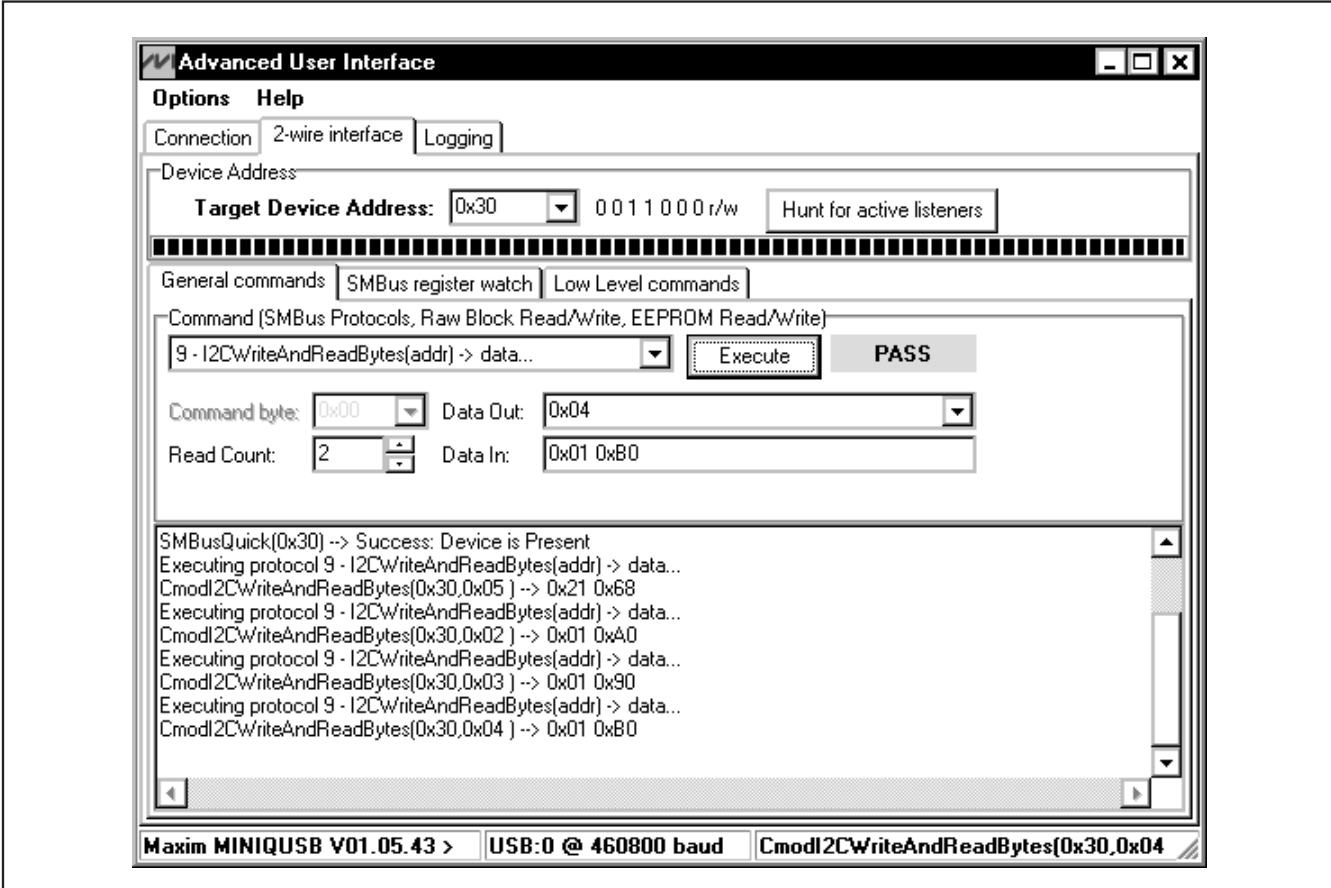 Advanced User Interface
Options Help
Connection 2-wire interface Logging
Device Address
Target Device Address: 0x30 0 0 1 1 0 0 0 r/w Hunt for active listeners
General commands SMBus register watch Low Level commands
Command (SMBus Protocols, Raw Block Read/Write, EEPROM Read/Write)
9 - I2CWriteAndReadBytes(addr) -> data... Execute PASS
Command byte: 0x00 Data Out: 0x04
Read Count: 2 Data In: 0x01 0xB0
SMBusQuick(0x30) --> Success: Device is Present
Executing protocol 9 - I2CWriteAndReadBytes(addr) -> data...
CmodI2CWriteAndReadBytes(0x30,0x05 ) --> 0x21 0x68
Executing protocol 9 - I2CWriteAndReadBytes(addr) -> data...
CmodI2CWriteAndReadBytes(0x30,0x02 ) --> 0x01 0xA0
Executing protocol 9 - I2CWriteAndReadBytes(addr) -> data...
CmodI2CWriteAndReadBytes(0x30,0x03 ) --> 0x01 0x90
Executing protocol 9 - I2CWriteAndReadBytes(addr) -> data...
CmodI2CWriteAndReadBytes(0x30,0x04 ) --> 0x01 0xB0
Maxim MINIQUSB V01.05.43 > USB:0 @ 460800 baud CmodI2CWriteAndReadBytes(0x30,0x04